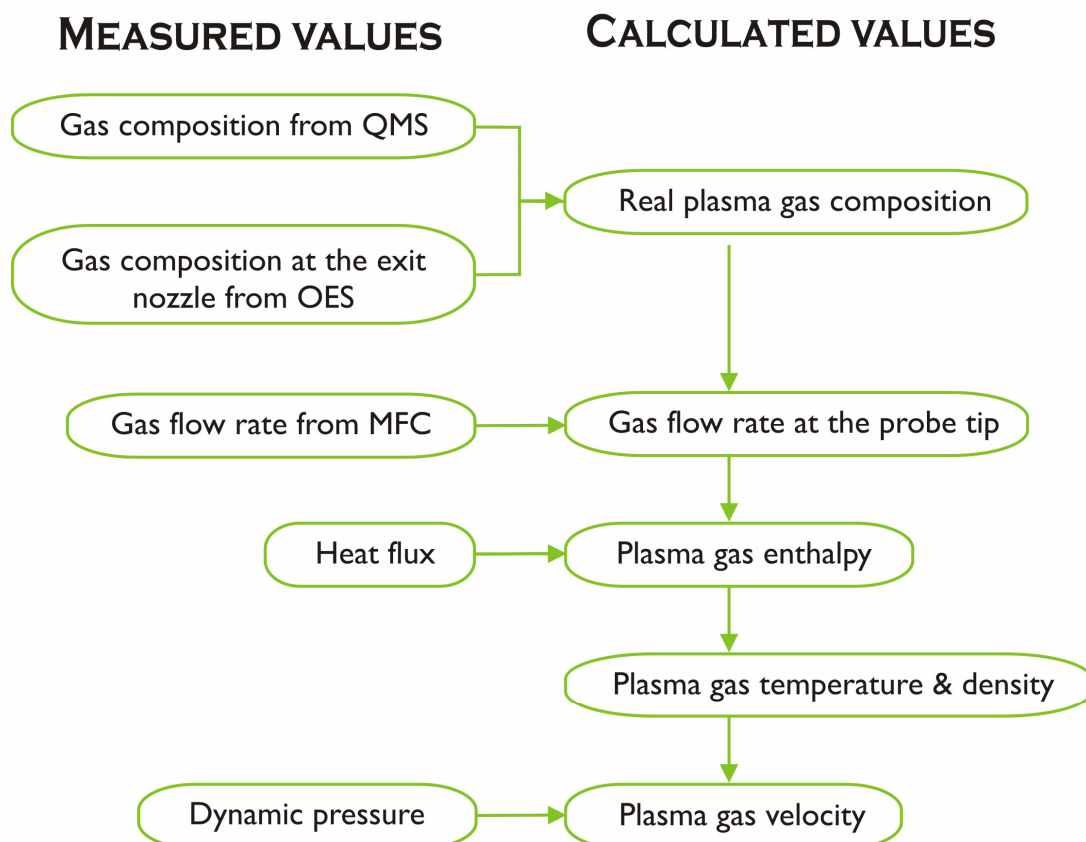 MEASURED VALUES
CALCULATED VALUES
Gas composition from QMS
Real plasma gas composition
Gas composition at the exit
nozzle from OES
Gas flow rate from MFC
Gas flow rate at the probe tip
Heat flux
Plasma gas enthalpy
Plasma gas temperature & density
Dynamic pressure
Plasma gas velocity